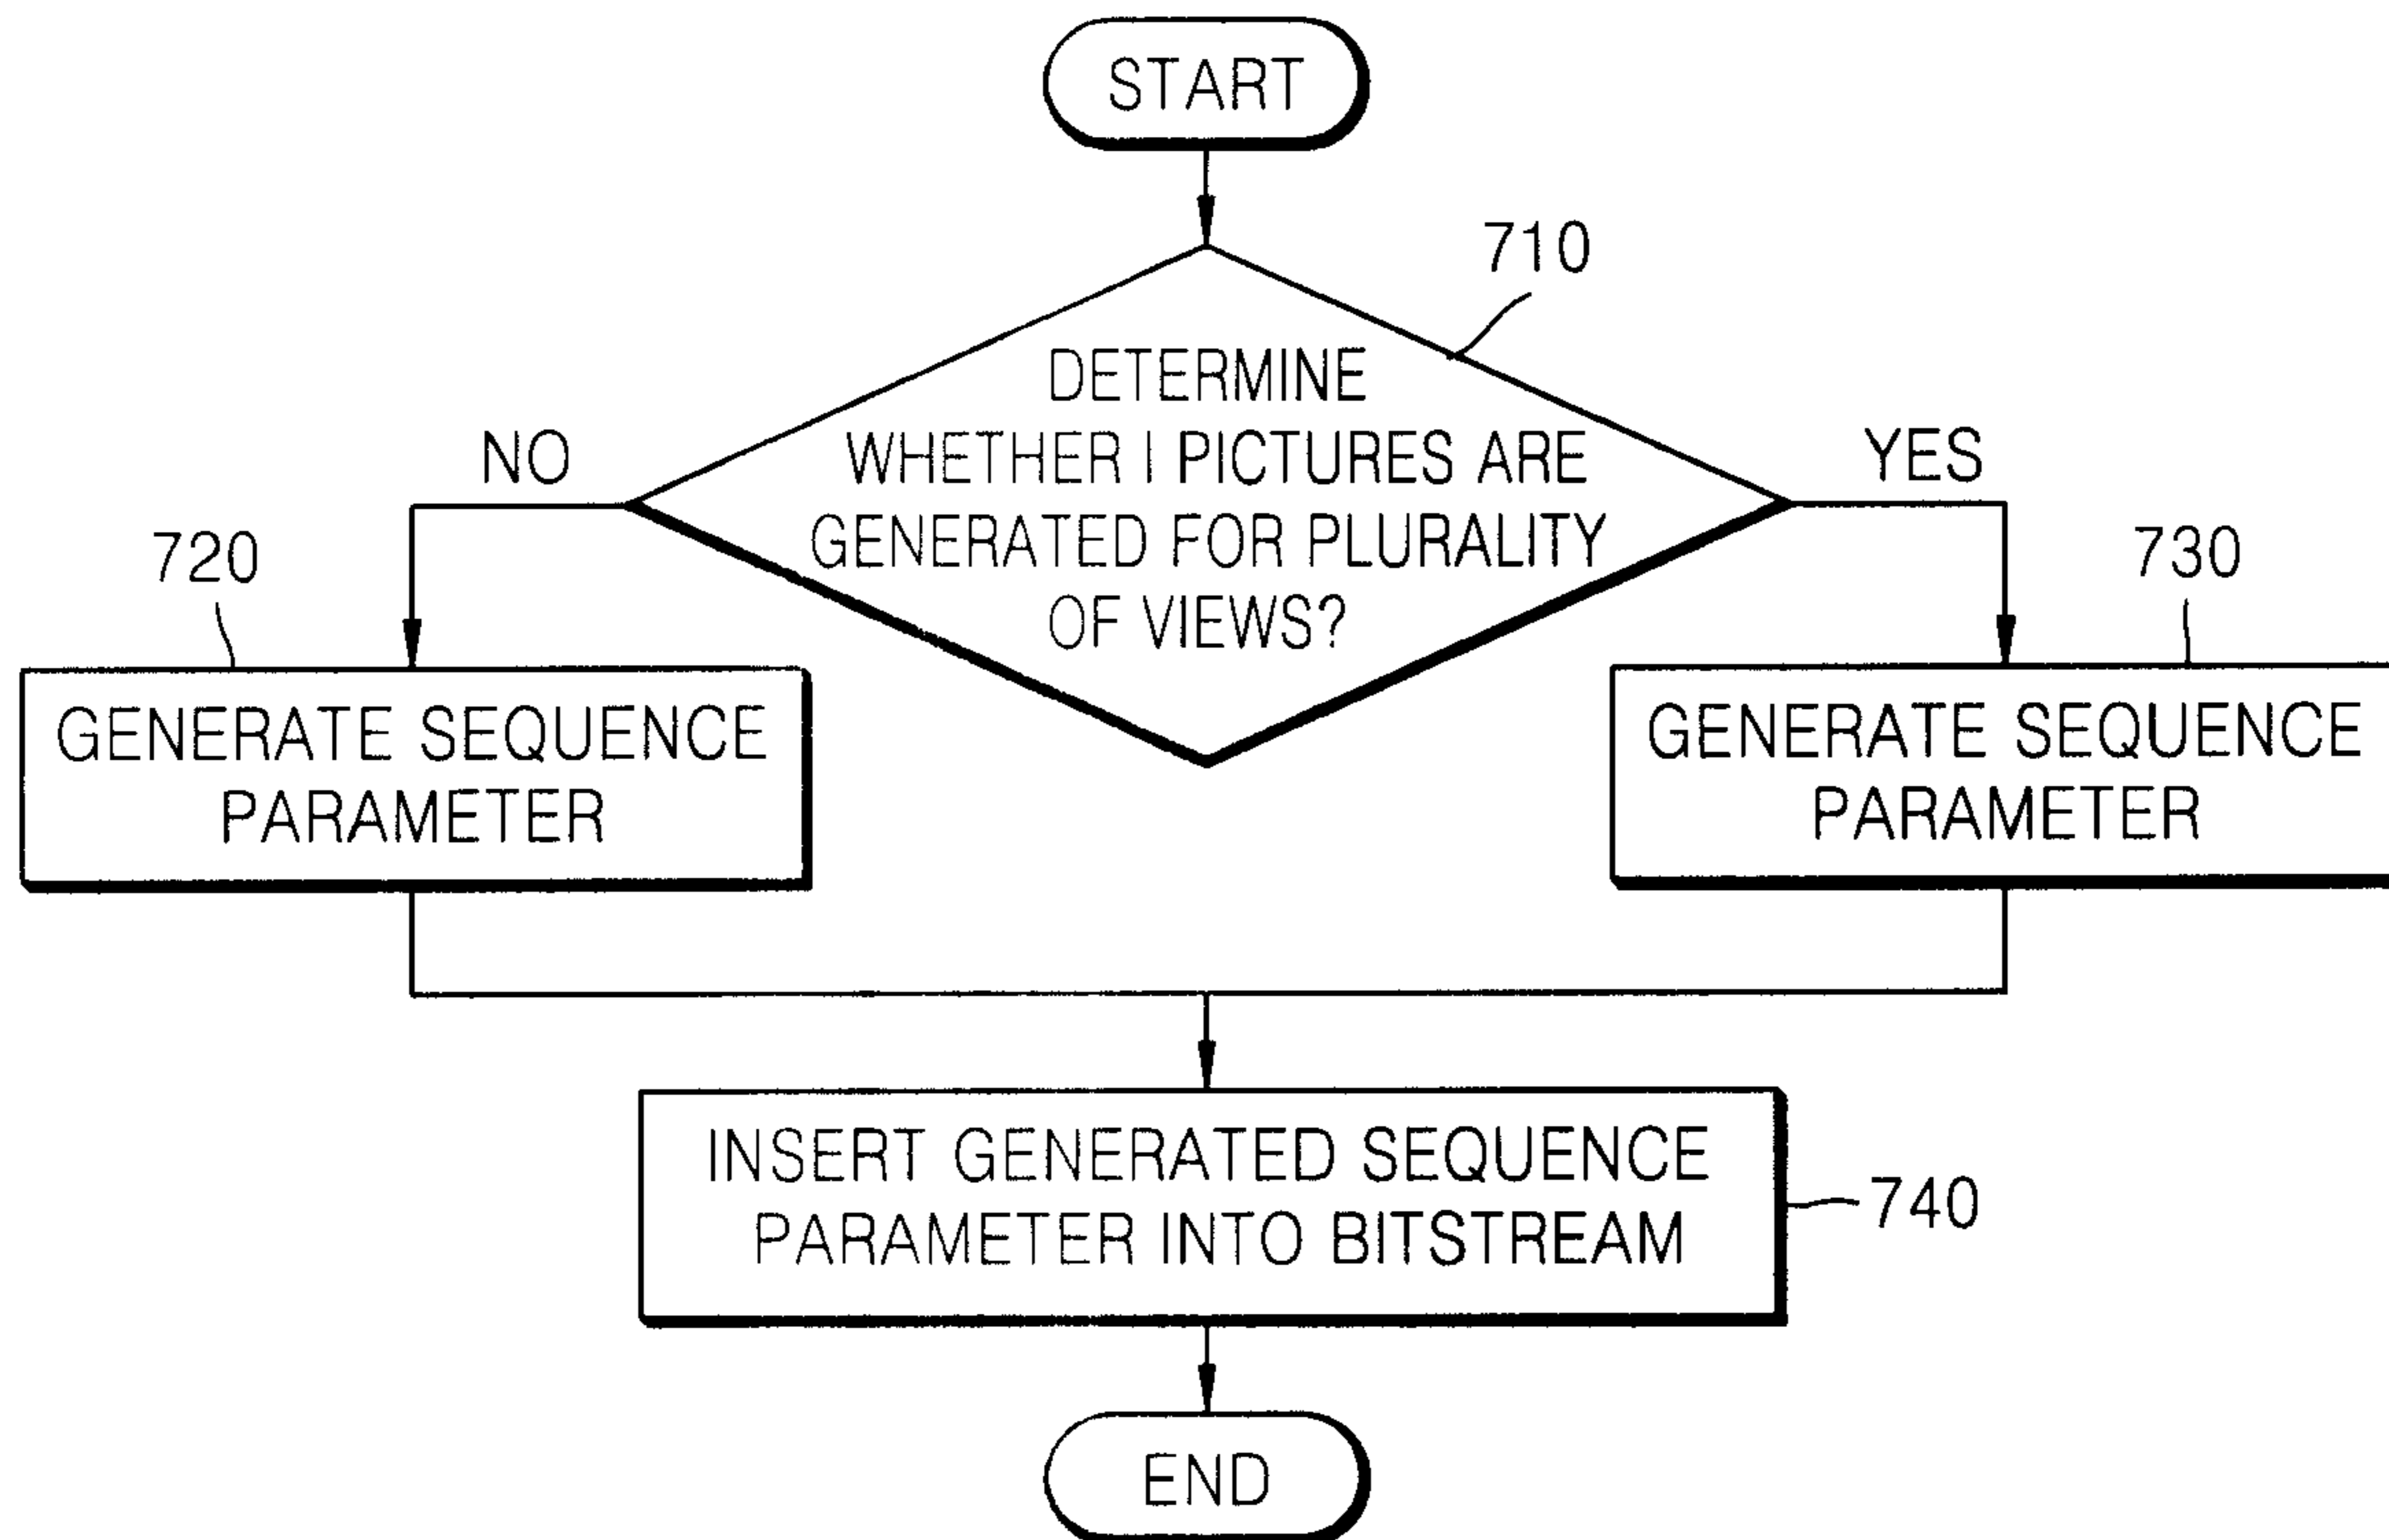 START
710
DETERMINE
WHETHER I PICTURES ARE
GENERATED FOR PLURALITY
OF VIEWS?
NO
YES
720
730
GENERATE SEQUENCE
PARAMETER
GENERATE SEQUENCE
PARAMETER
INSERT GENERATED SEQUENCE
PARAMETER INTO BITSTREAM
740
END